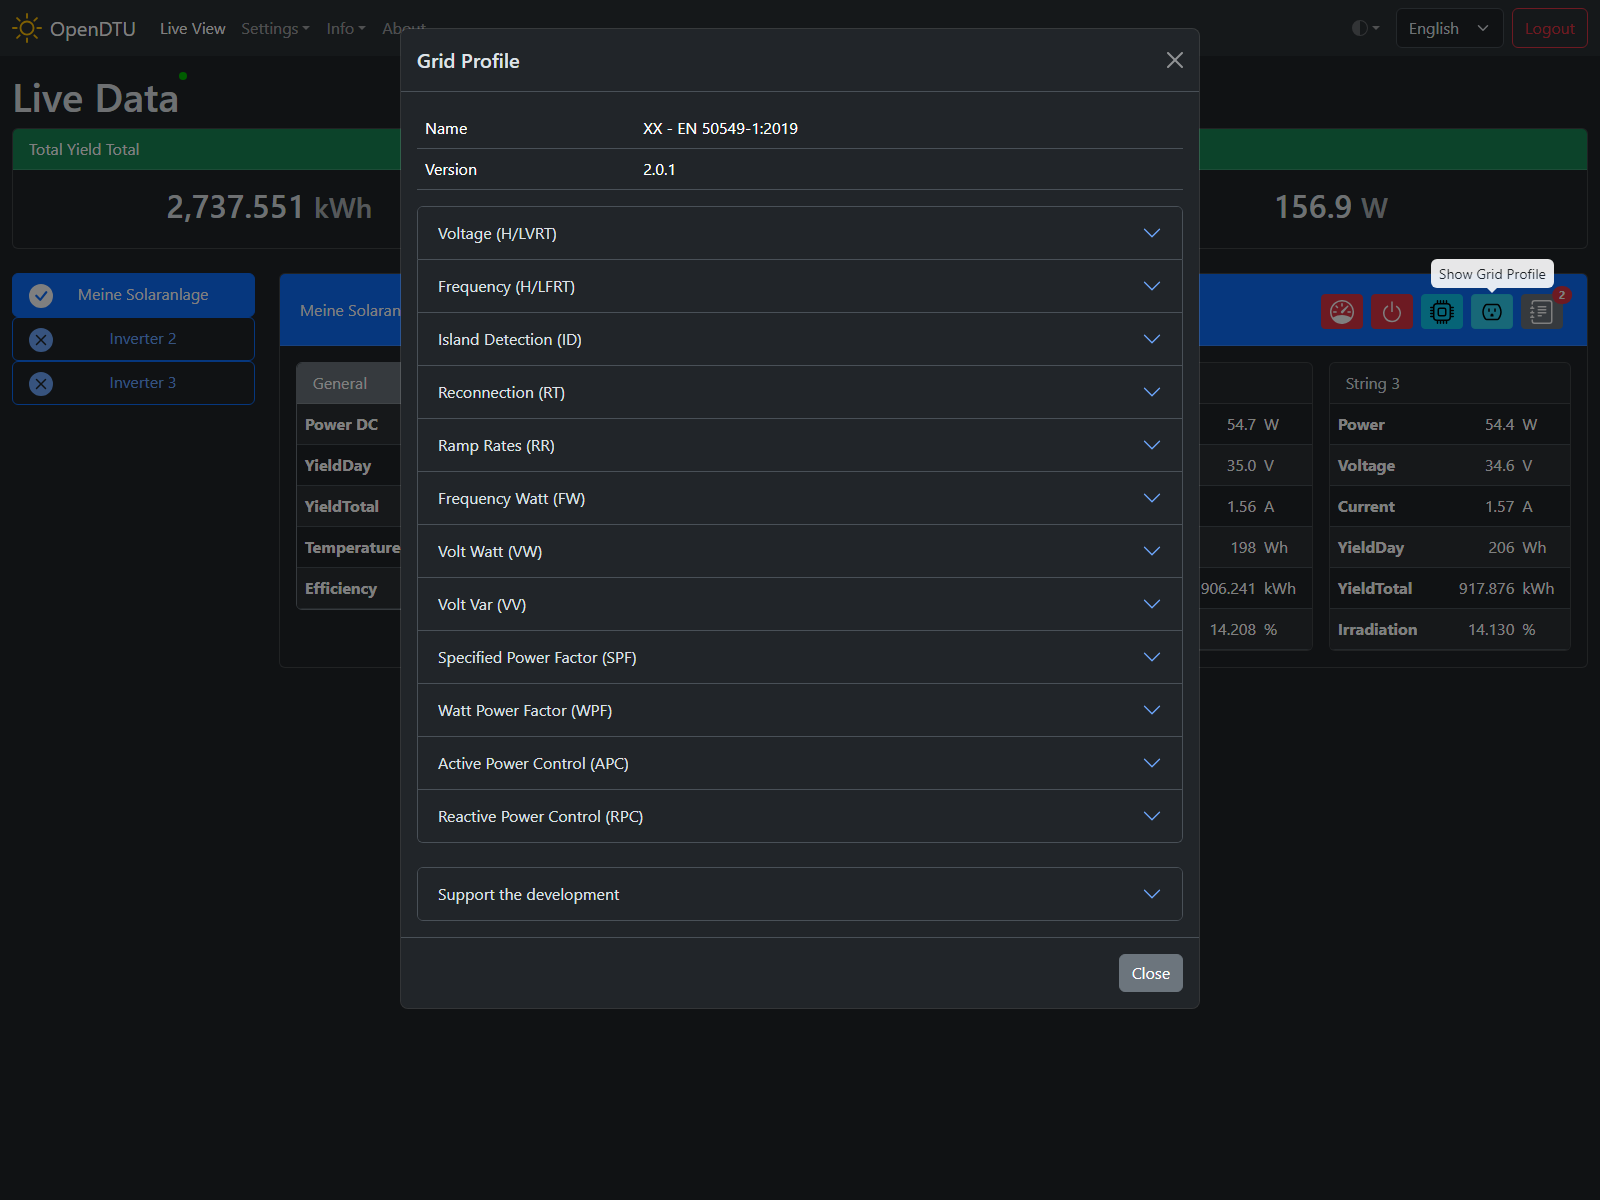 OpenDTU Live View Settings Info About English Logout
Live Data
Total Yield Total
2,737.551 kWh
156.9 W
Meine Solaranlage
Inverter 2
Inverter 3
Meine Solaran
Show Grid Profile
2
General
Power DC
YieldDay
YieldTotal
Temperature
Efficiency
54.7 W
35.0 V
1.56 A
198 Wh
906.241 kWh
14.208 %
String 3
Power 54.4 W
Voltage 34.6 V
Current 1.57 A
YieldDay 206 Wh
YieldTotal 917.876 kWh
Irradiation 14.130 %
Grid Profile
Name XX - EN 50549-1:2019
Version 2.0.1
Voltage (H/LVRT)
Frequency (H/LFRT)
Island Detection (ID)
Reconnection (RT)
Ramp Rates (RR)
Frequency Watt (FW)
Volt Watt (VW)
Volt Var (VV)
Specified Power Factor (SPF)
Watt Power Factor (WPF)
Active Power Control (APC)
Reactive Power Control (RPC)
Support the development
Close